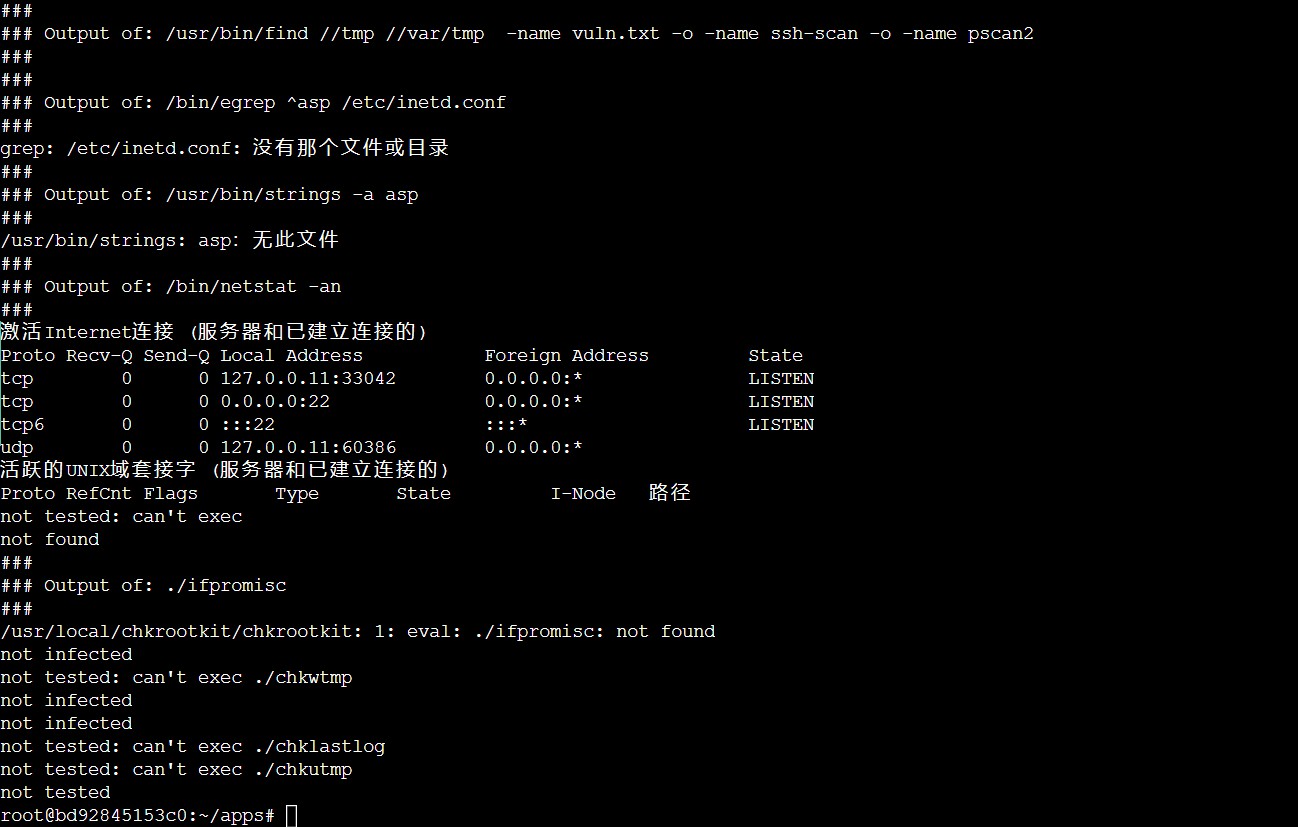 ###
### Output of: /usr/bin/find //tmp //var/tmp  -name vuln.txt -o -name ssh-scan -o -name pscan2
###
###
### Output of: /bin/egrep ^asp /etc/inetd.conf
###
grep: /etc/inetd.conf: 没有那个文件或目录
###
### Output of: /usr/bin/strings -a asp
###
/usr/bin/strings: asp: 无此文件
###
### Output of: /bin/netstat -an
###
激活Internet连接 (服务器和已建立连接的)
Proto Recv-Q Send-Q Local Address           Foreign Address         State
tcp        0      0 127.0.0.11:33042        0.0.0.0:*               LISTEN
tcp        0      0 0.0.0.0:22              0.0.0.0:*               LISTEN
tcp6       0      0 :::22                   :::*                    LISTEN
udp        0      0 127.0.0.11:60386        0.0.0.0:*
活跃的UNIX域套接字 (服务器和已建立连接的)
Proto RefCnt Flags       Type       State         I-Node   路径
not tested: can't exec
not found
###
### Output of: ./ifpromisc
###
/usr/local/chkrootkit/chkrootkit: 1: eval: ./ifpromisc: not found
not infected
not tested: can't exec ./chkwtmp
not infected
not infected
not tested: can't exec ./chklastlog
not tested: can't exec ./chkutmp
not tested
root@bd92845153c0:~/apps#